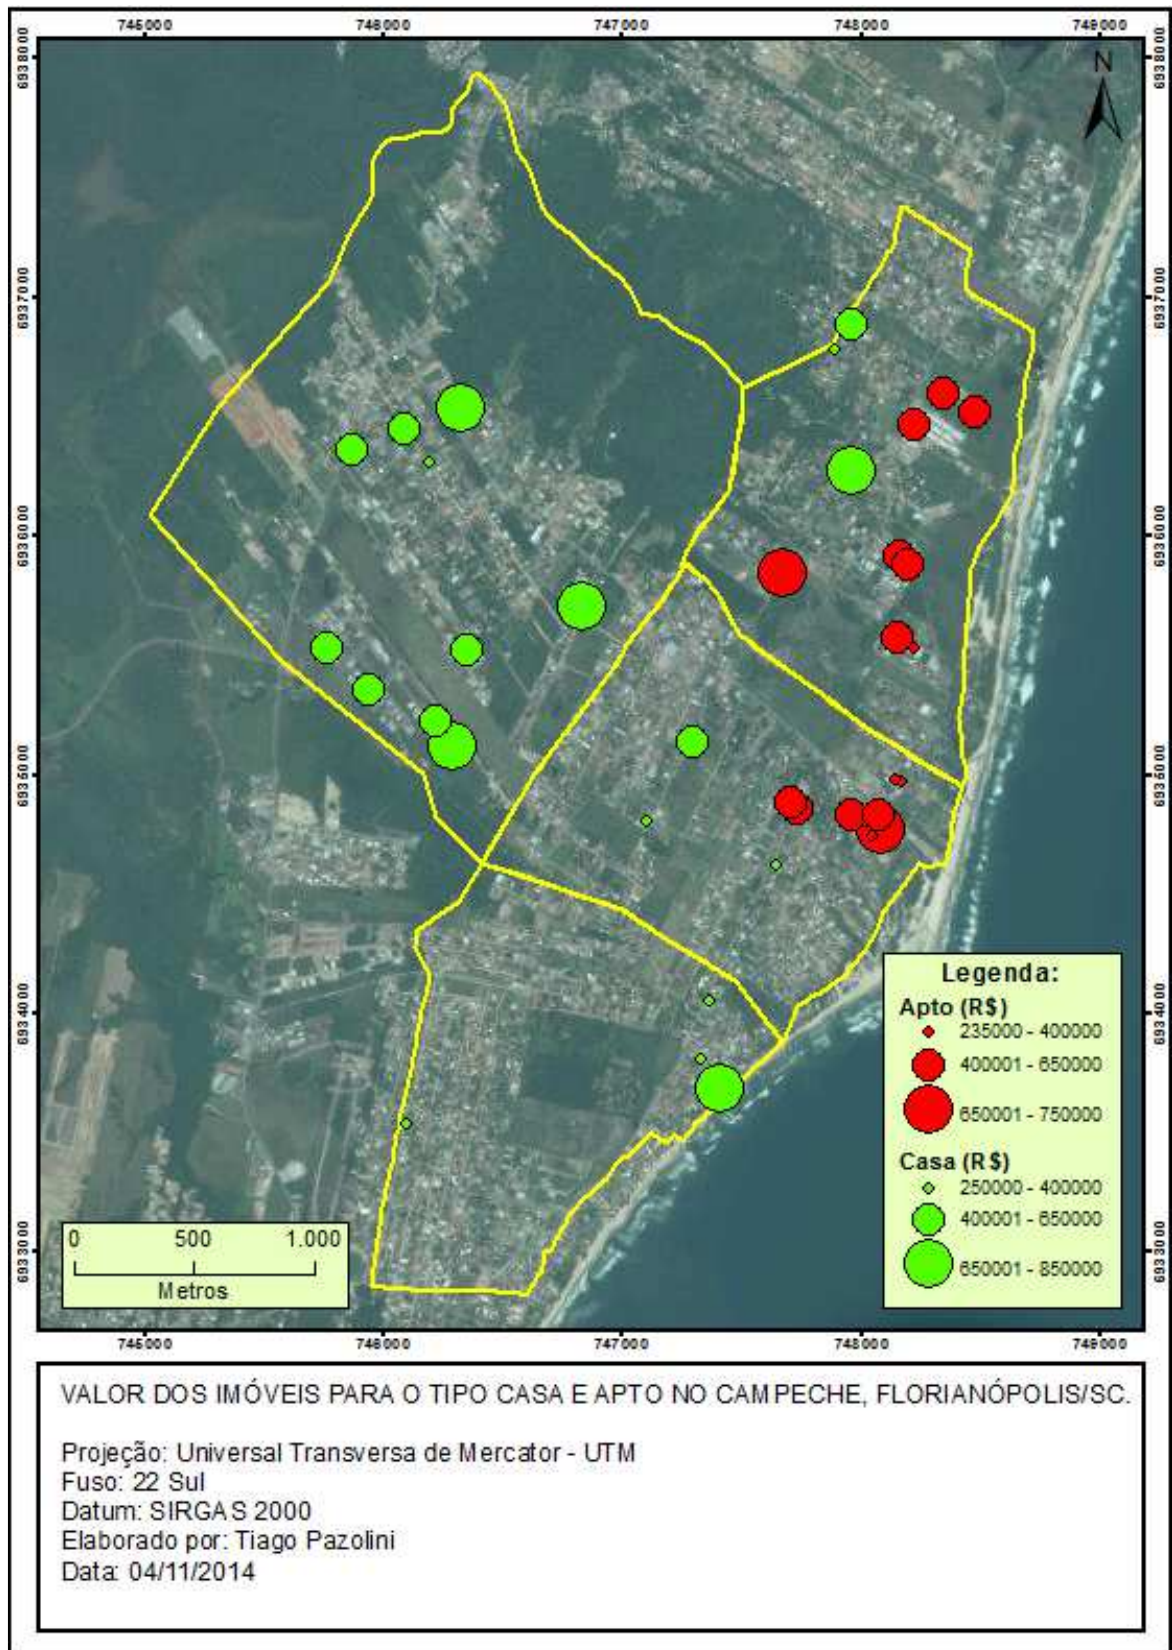 745000 746000 747000 748000 749000
6938000 6938000
N
6937000 6937000
6936000 6936000
6935000 6935000
6934000 6934000
6933000 6933000
Legenda:
Apto (R$)
235000 - 400000
400001 - 650000
650001 - 750000
Casa (R$)
250000 - 400000
400001 - 650000
650001 - 850000
0 500 1.000
Metros
745000 746000 747000 748000 749000
VALOR DOS IMÓVEIS PARA O TIPO CASA E APTO NO CAMPECHE, FLORIANÓPOLIS/SC.
Projeção: Universal Transversa de Mercator - UTM
Fuso: 22 Sul
Datum: SIRGAS 2000
Elaborado por: Tiago Pazolini
Data: 04/11/2014